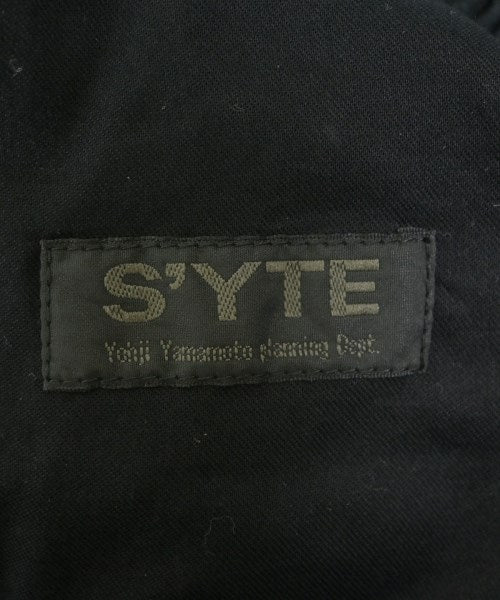 S'YTE
Yohji Yamamoto planning Dept.